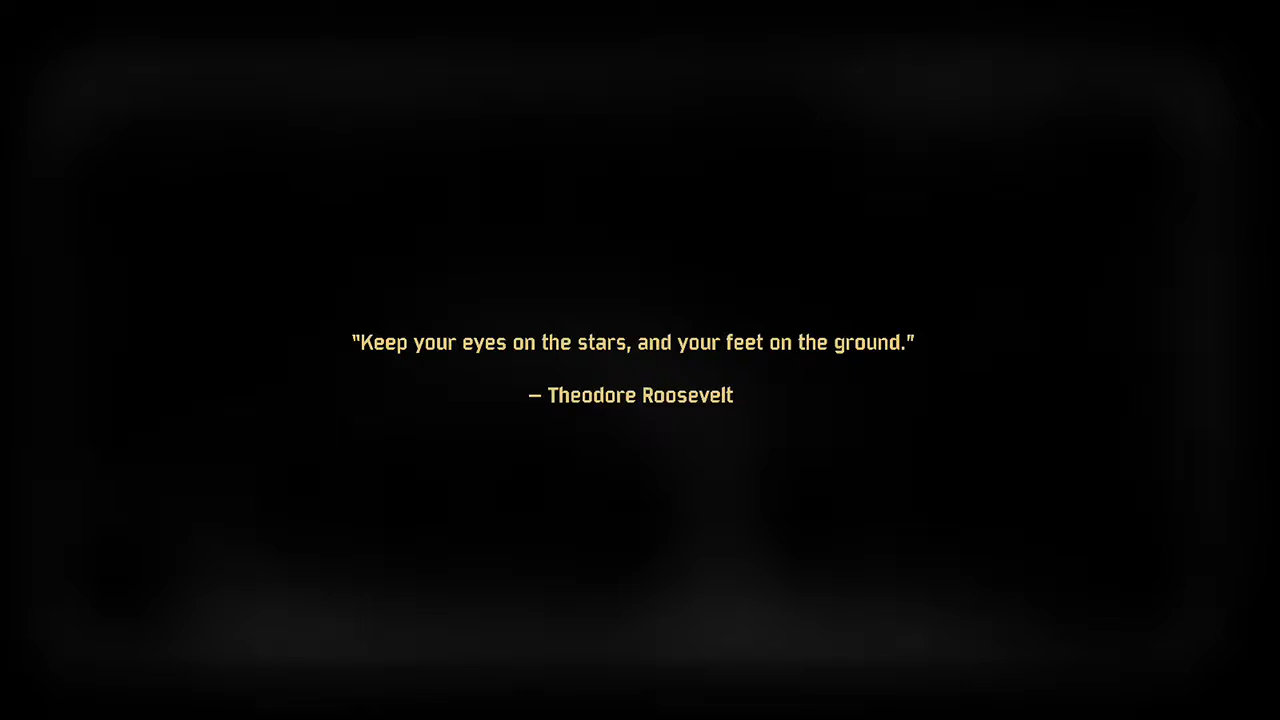 "Keep your eyes on the stars, and your feet on the ground."
– Theodore Roosevelt